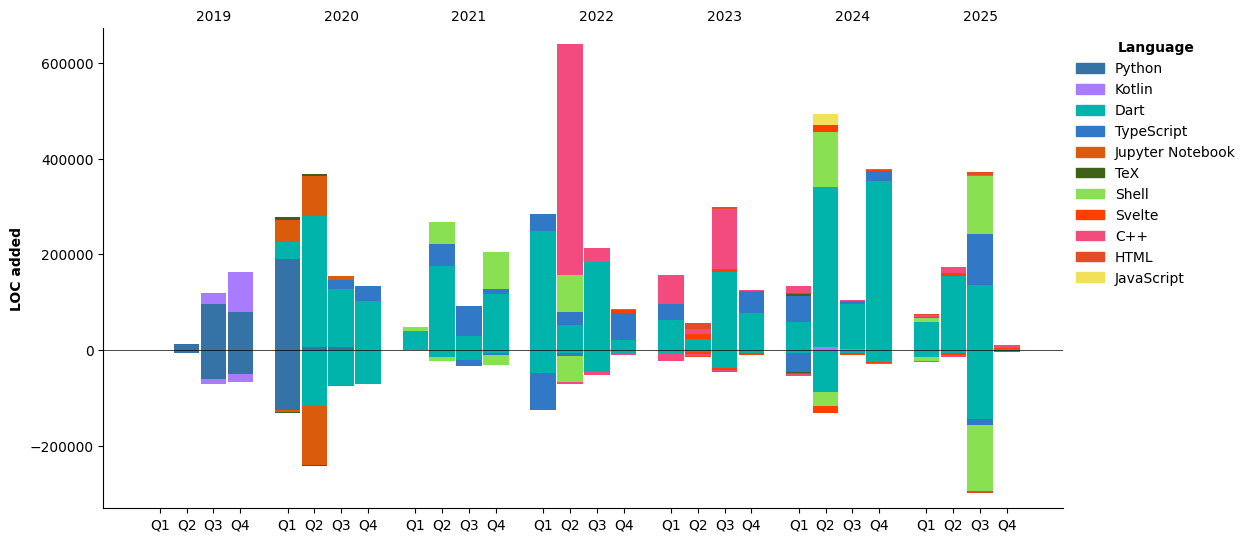 2019 2020 2021 2022 2023 2024 2025
LOC added
600000
400000
200000
0
−200000
Q1 Q2 Q3 Q4 Q1 Q2 Q3 Q4 Q1 Q2 Q3 Q4 Q1 Q2 Q3 Q4 Q1 Q2 Q3 Q4 Q1 Q2 Q3 Q4 Q1 Q2 Q3 Q4
Language
Python
Kotlin
Dart
TypeScript
Jupyter Notebook
TeX
Shell
Svelte
C++
HTML
JavaScript